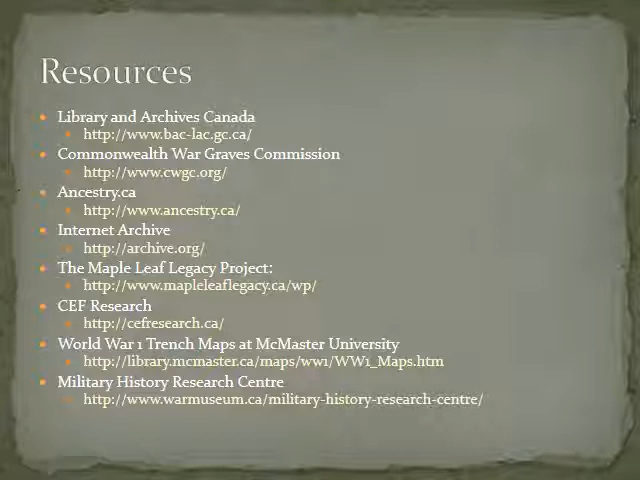 Resources
• Library and Archives Canada
• http://www.bac-lac.gc.ca/
• Commonwealth War Graves Commission
• http://www.cwgc.org/
• Ancestry.ca
• http://www.ancestry.ca/
• Internet Archive
• http://archive.org/
• The Maple Leaf Legacy Project:
• http://www.mapleleaflegacy.ca/wp/
• CEF Research
• http://cefresearch.ca/
• World War 1 Trench Maps at McMaster University
• http://library.mcmaster.ca/maps/ww1/WW1_Maps.htm
• Military History Research Centre
• http://www.warmuseum.ca/military-history-research-centre/